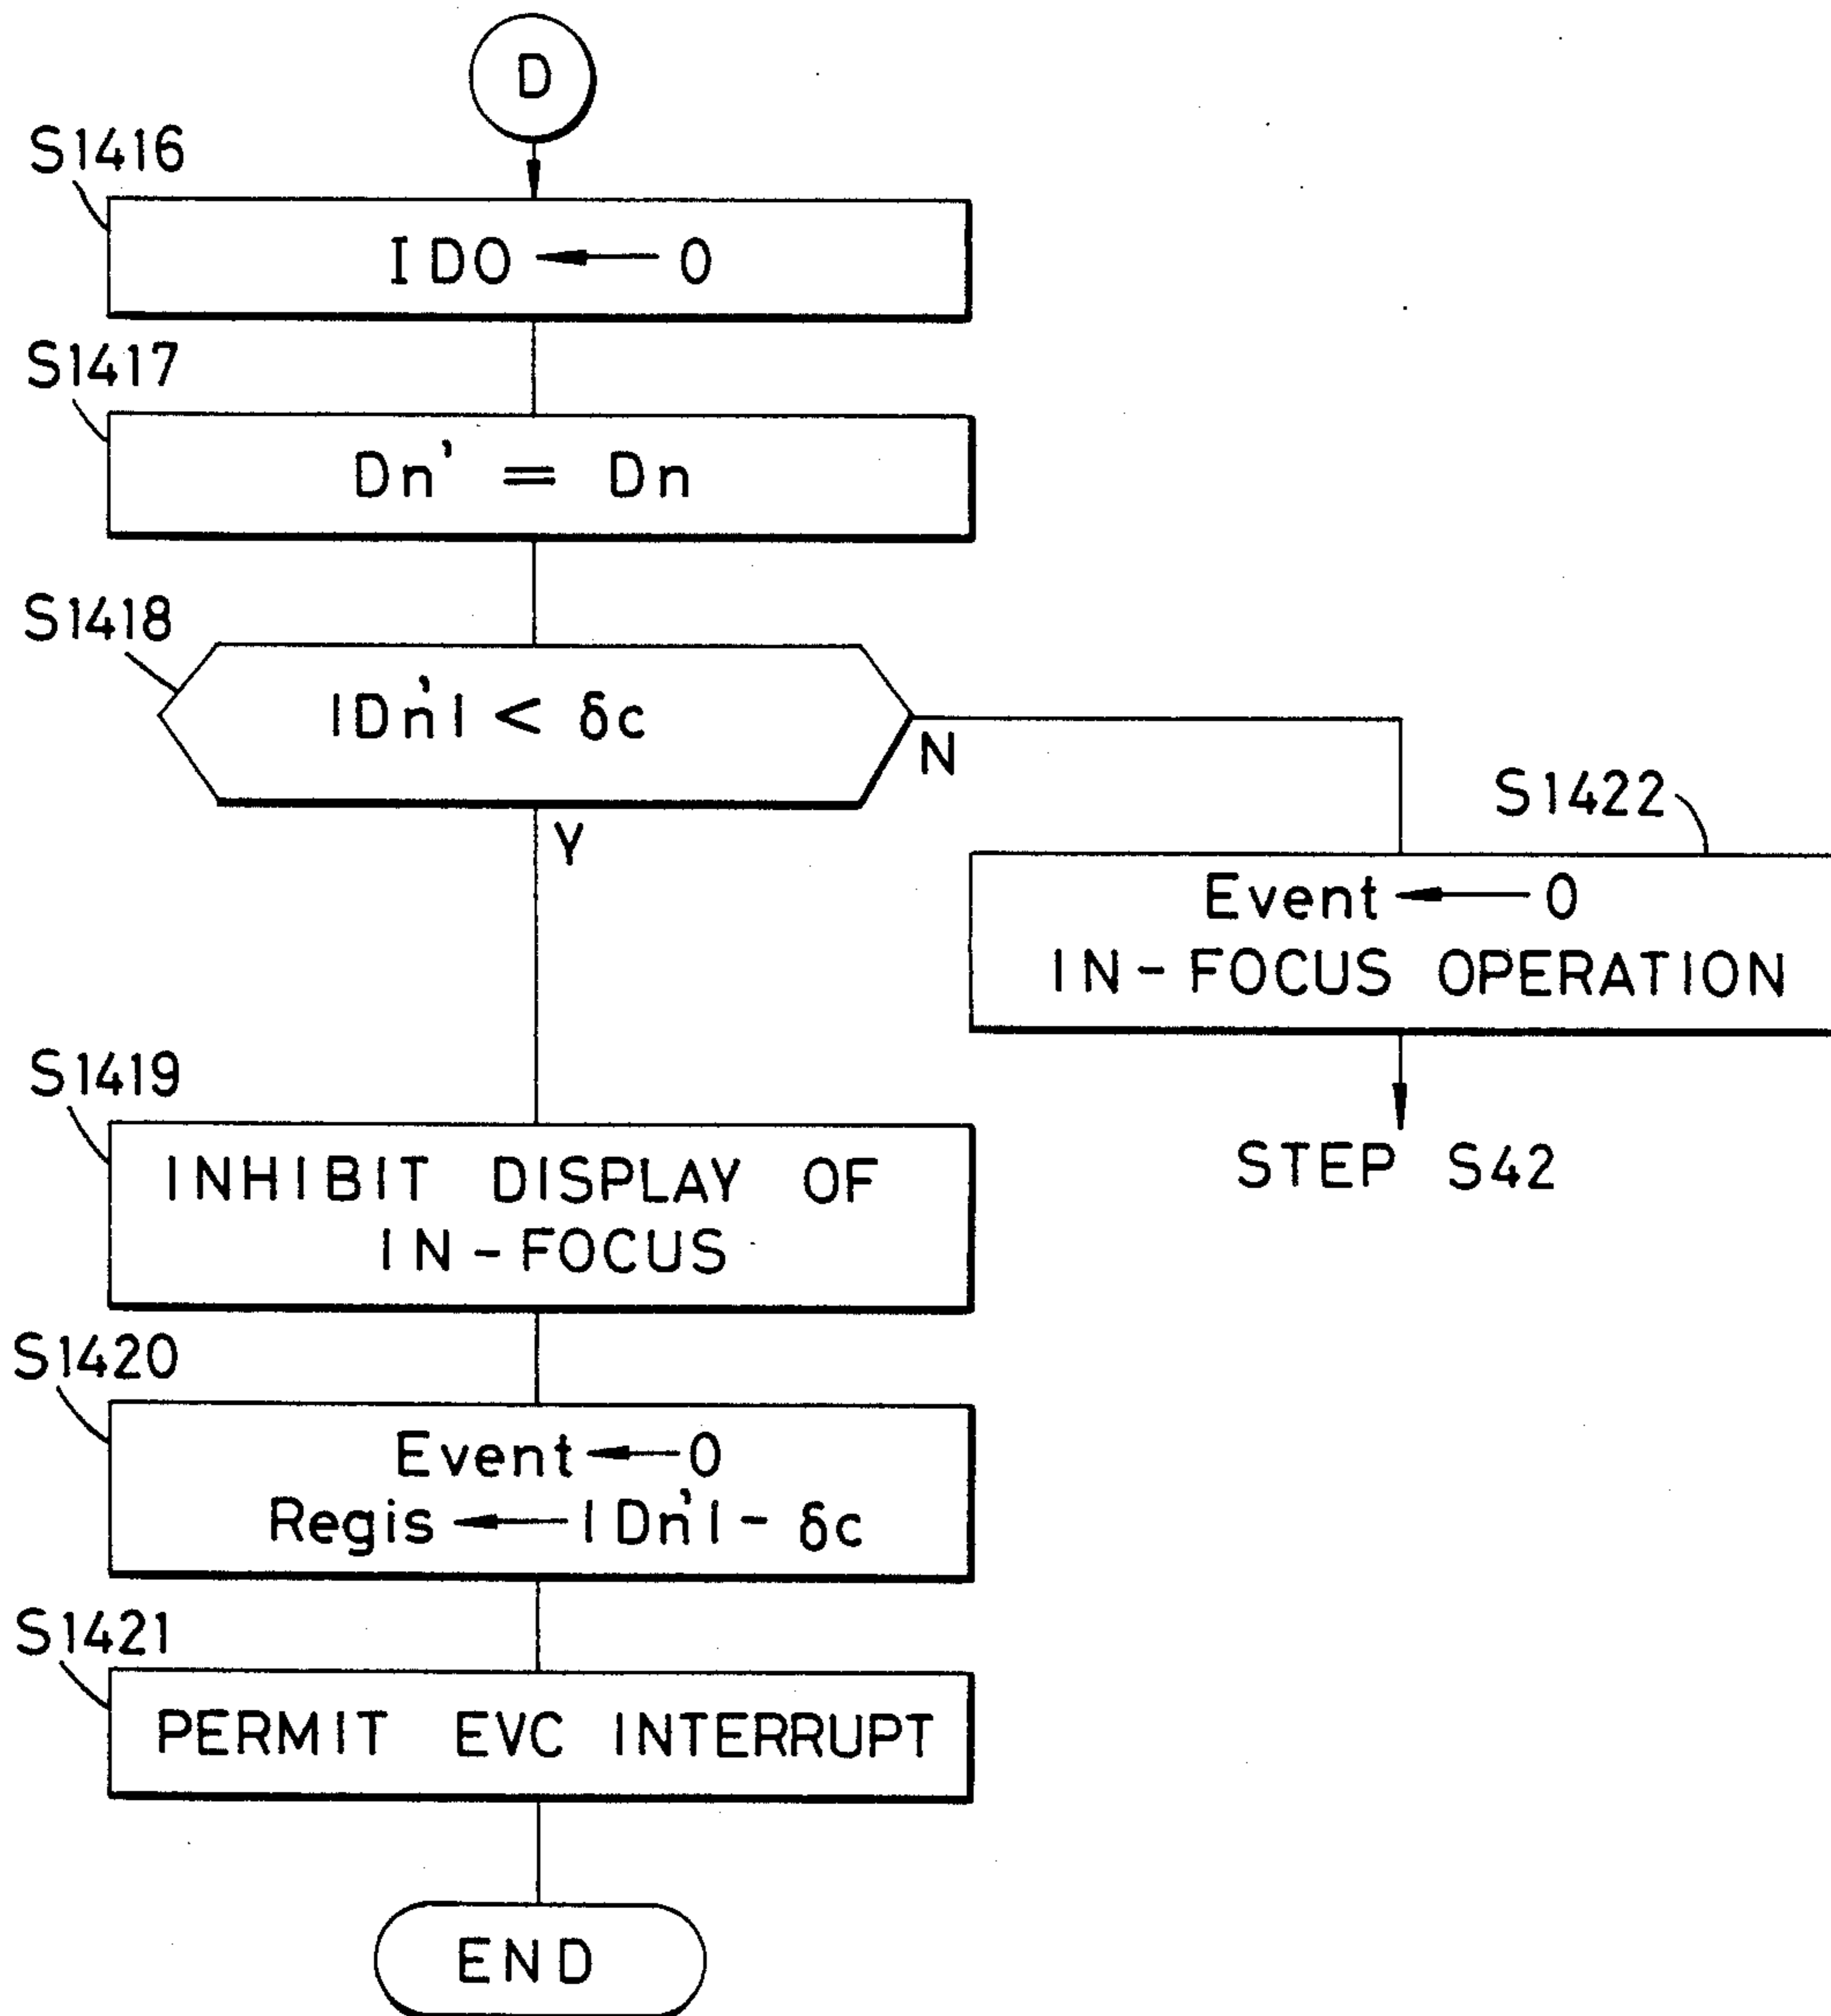 D
S1416
IDO ← 0
S1417
Dn' = Dn
S1418
|Dn'| < δc
N
Y
S1422
Event ← 0
IN-FOCUS OPERATION
STEP S42
S1419
INHIBIT DISPLAY OF
IN-FOCUS
S1420
Event ← 0
Regis ← |Dn'| - δc
S1421
PERMIT EVC INTERRUPT
END